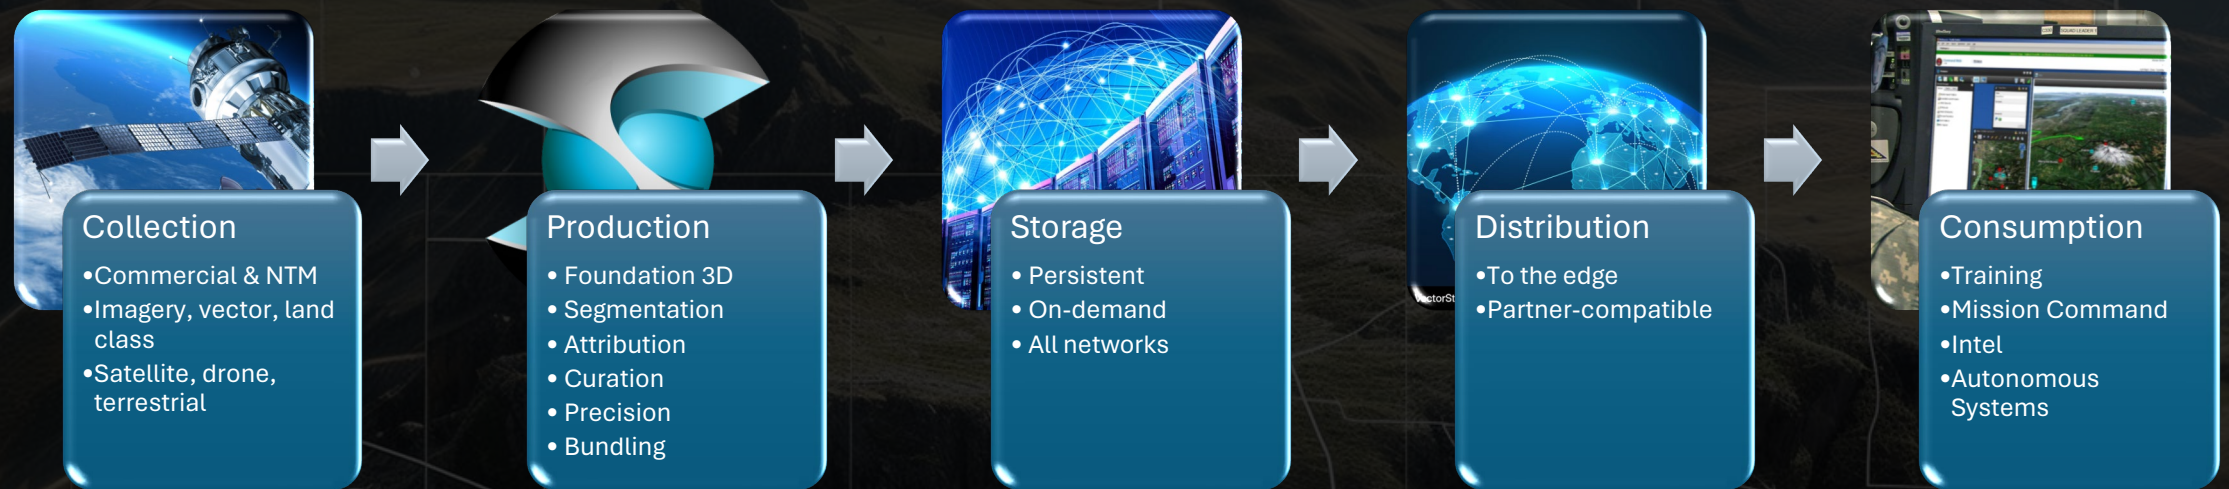 Collection
•Commercial & NTM
•Imagery, vector, land
class
•Satellite, drone,
terrestrial
Production
• Foundation 3D
• Segmentation
• Attribution
• Curation
• Precision
• Bundling
Storage
• Persistent
• On-demand
• All networks
Distribution
•To the edge
•Partner-compatible
Consumption
•Training
•Mission Command
•Intel
•Autonomous
Systems